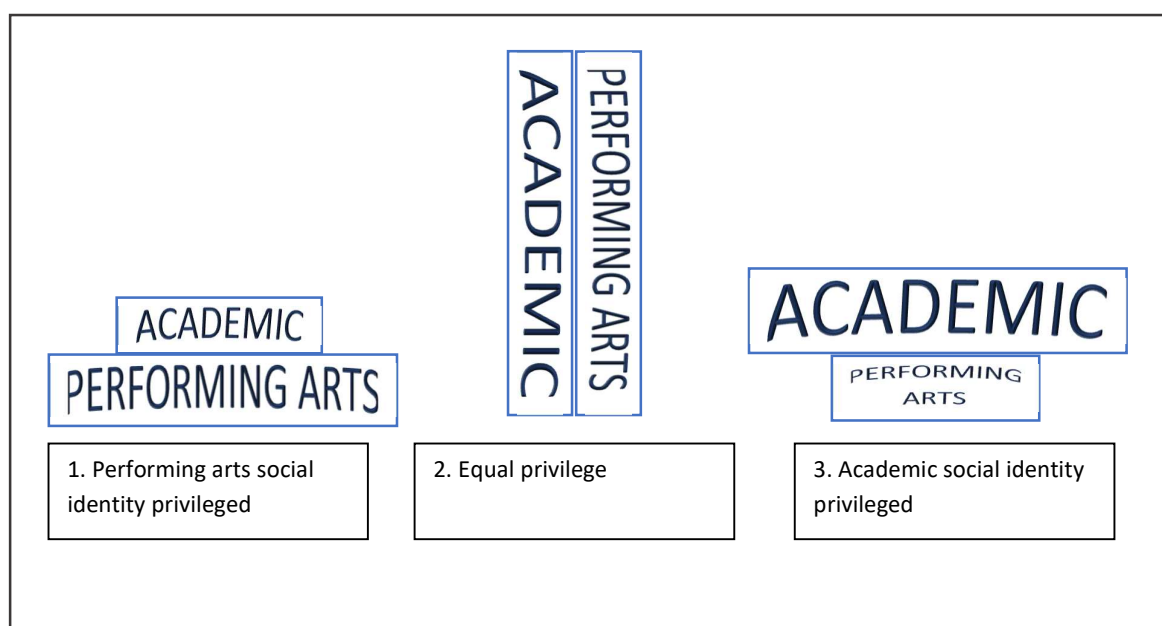 ACADEMIC
PERFORMING ARTS
1. Performing arts social
identity privileged
ACADEMIC
PERFORMING ARTS
2. Equal privilege
ACADEMIC
PERFORMING
ARTS
3. Academic social identity
privileged